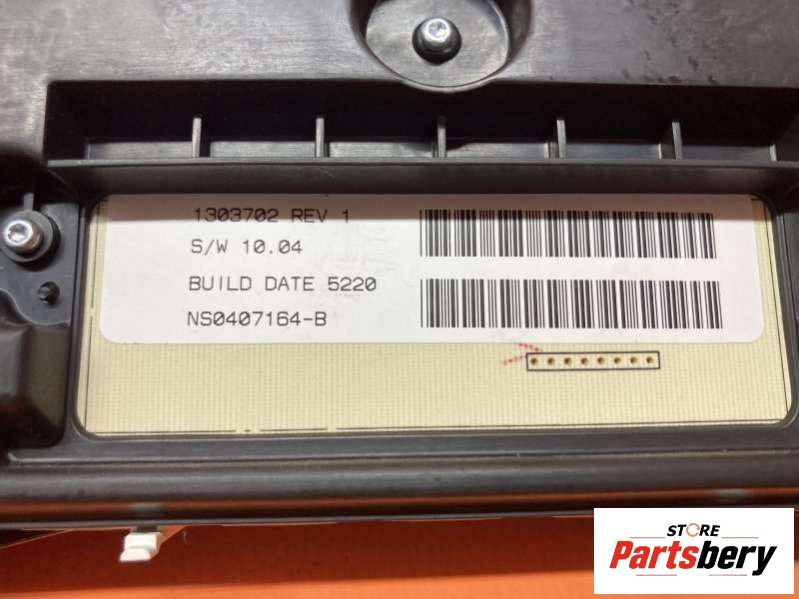 1303702 REV 1
S/W 10.04
BUILD DATE 5220
NS0407164-B
STORE
Partsbery